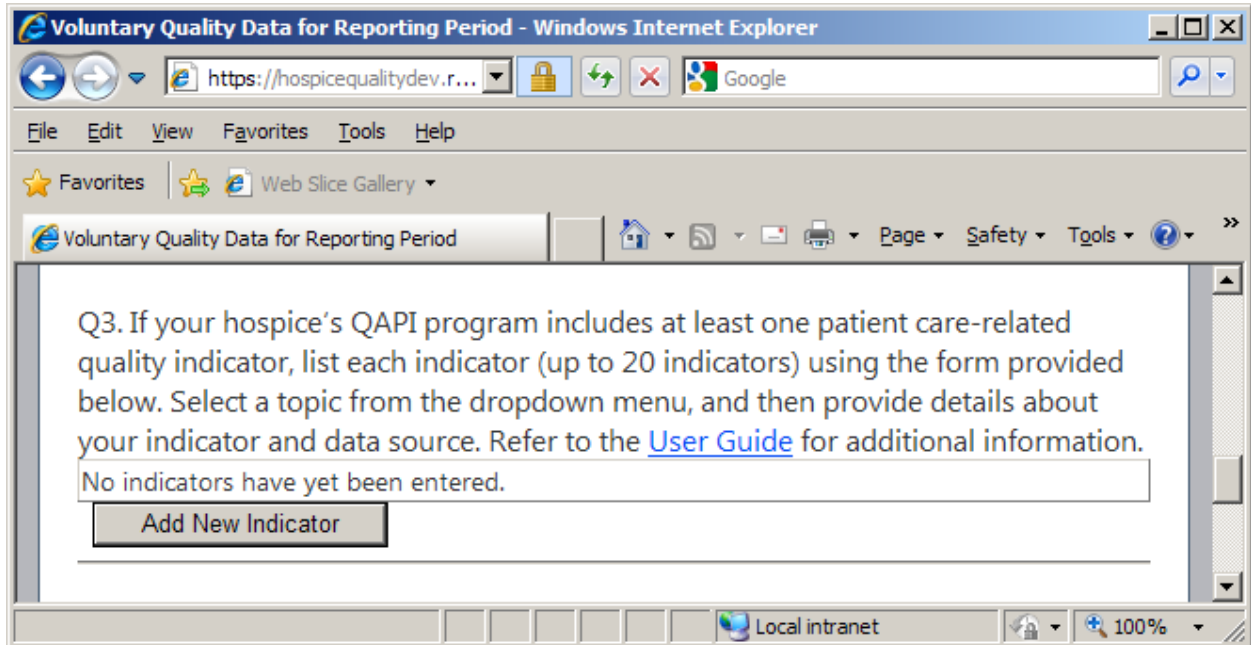 Voluntary Quality Data for Reporting Period - Windows Internet Explorer
https://hospicequalitydev.r... Google
File Edit View Favorites Tools Help
Favorites Web Slice Gallery
Voluntary Quality Data for Reporting Period Page Safety Tools »
Q3. If your hospice's QAPI program includes at least one patient care-related
quality indicator, list each indicator (up to 20 indicators) using the form provided
below. Select a topic from the dropdown menu, and then provide details about
your indicator and data source. Refer to the User Guide for additional information.
No indicators have yet been entered.
Add New Indicator
Local intranet 100%